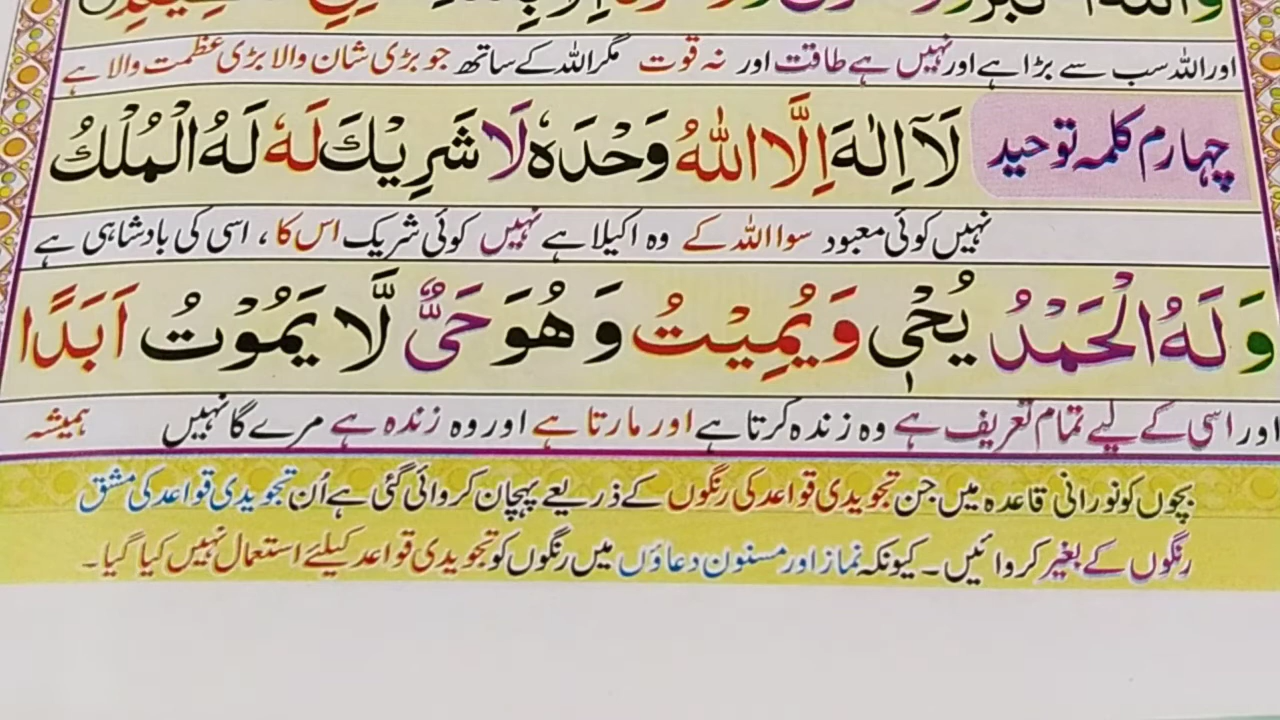 اور اللہ سب سے بڑا ہے اور نہیں ہے طاقت اور نہ قوت مگر اللہ کے ساتھ جو بڑی شان والا بڑی عظمت والا ہے
چہارم کلمہ توحید لَآ اِلٰهَ اِلَّا اللّٰهُ وَحْدَهٗ لَا شَرِيْكَ لَهٗ لَهُ الْمُلْكُ
نہیں کوئی معبود سوا اللہ کے وہ اکیلا ہے نہیں کوئی شریک اس کا ، اسی کی بادشاہی ہے
وَ لَهُ الْحَمْدُ يُحْيٖ وَ يُمِيْتُ وَ هُوَ حَيٌّ لَّا يَمُوْتُ اَبَدًا
اور اسی کے لیے تمام تعریف ہے وہ زندہ کرتا ہے اور مارتا ہے اور وہ زندہ ہے مرے گا نہیں ہمیشہ
بچوں کو نورانی قاعدہ میں جن تجویدی قواعد کی رنگوں کے ذریعے پہچان کروائی گئی ہے اُن تجویدی قواعد کی مشق
رنگوں کے بغیر کروائیں۔ کیونکہ نماز اور مسنون دعاؤں میں رنگوں کو تجویدی قواعد کیلئے استعمال نہیں کیا گیا۔